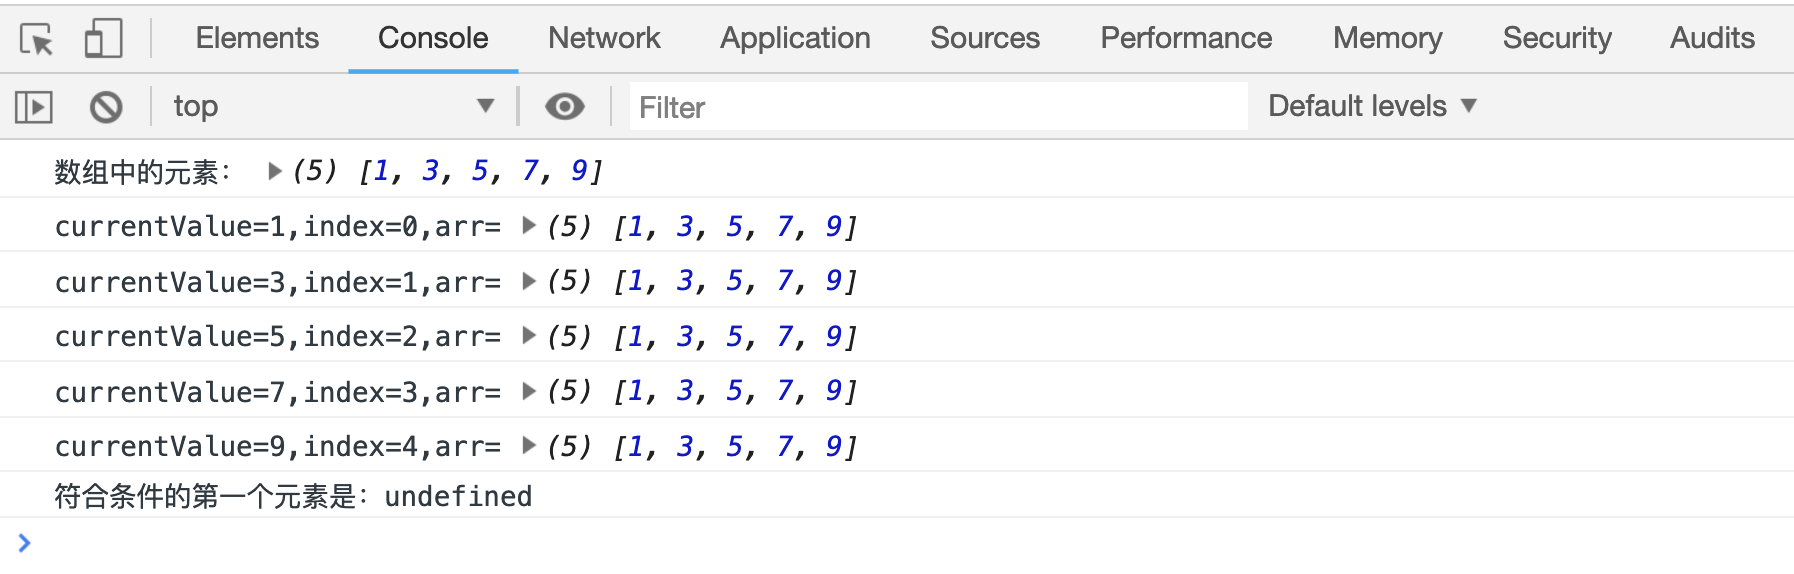 Elements Console Network Application Sources Performance Memory Security Audits
top Filter Default levels
数组中的元素： (5) [1, 3, 5, 7, 9]
currentValue=1,index=0,arr= (5) [1, 3, 5, 7, 9]
currentValue=3,index=1,arr= (5) [1, 3, 5, 7, 9]
currentValue=5,index=2,arr= (5) [1, 3, 5, 7, 9]
currentValue=7,index=3,arr= (5) [1, 3, 5, 7, 9]
currentValue=9,index=4,arr= (5) [1, 3, 5, 7, 9]
符合条件的第一个元素是：undefined